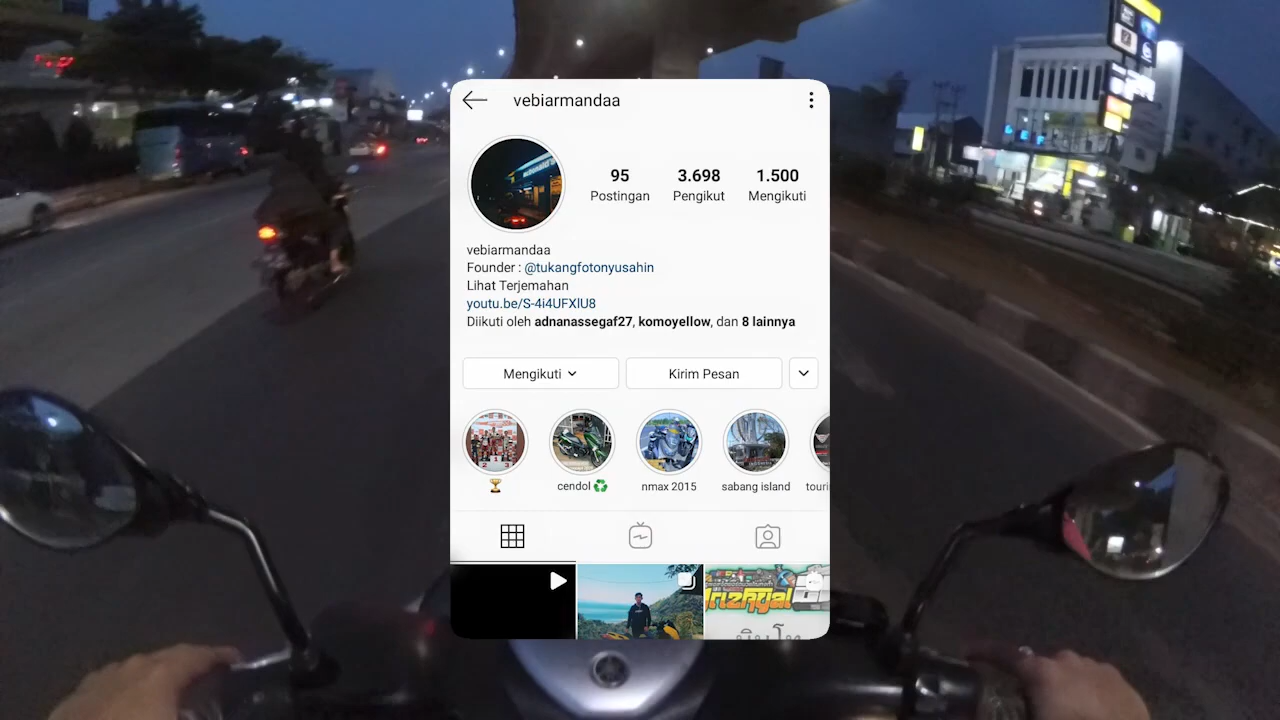 vebiarmandaa
95 3.698 1.500
Postingan Pengikut Mengikuti
vebiarmandaa
Founder : @tukangfotonyusahin
Lihat Terjemahan
youtu.be/S-4i4UFXlU8
Diikuti oleh adnanassegaf27, komoyellow, dan 8 lainnya
Mengikuti Kirim Pesan
cendol ♻️ nmax 2015 sabang island